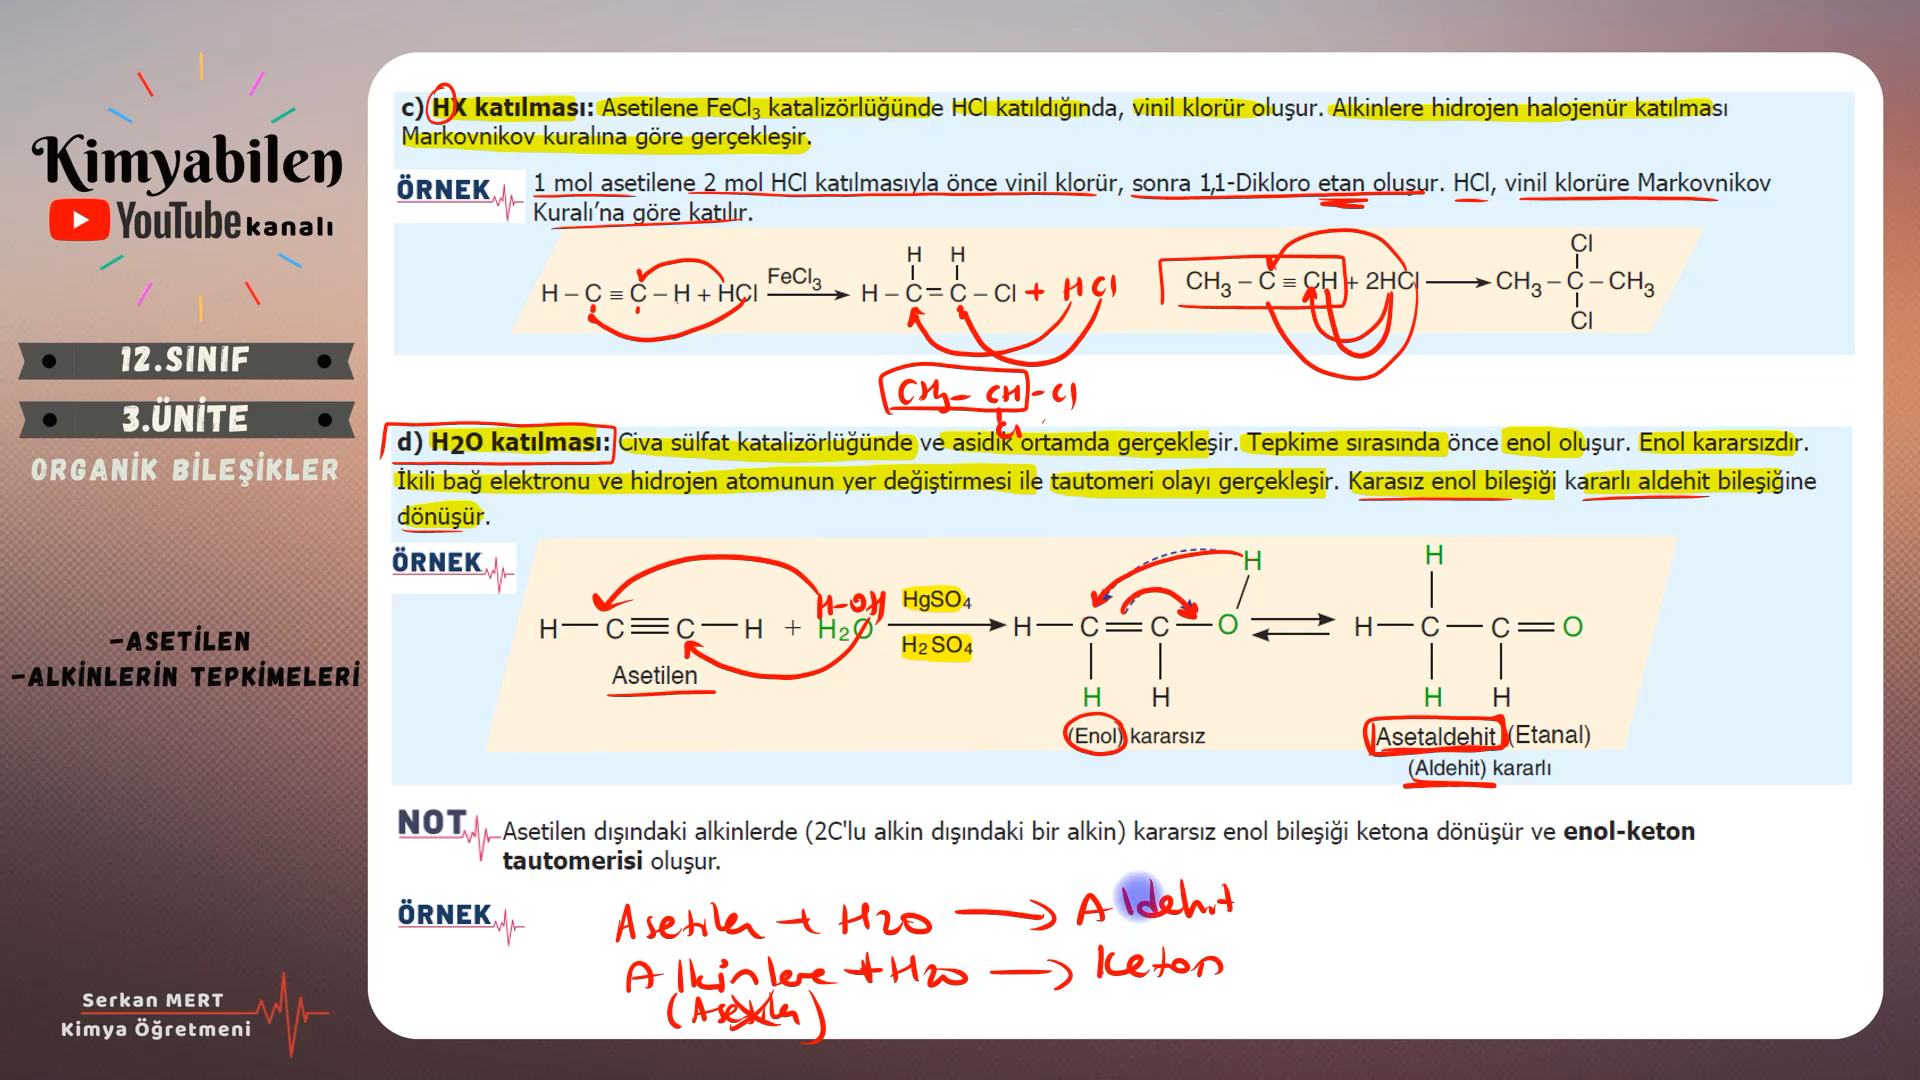 Kimyabilen
YouTube kanalı
12.SINIF
3.ÜNİTE
ORGANİK BİLEŞİKLER
-ASETİLEN
-ALKİNLERİN TEPKİMELERİ
Serkan MERT
Kimya Öğretmeni
c) HX katılması: Asetilene FeCl3 katalizörlüğünde HCl katıldığında, vinil klorür oluşur. Alkinlere hidrojen halojenür katılması
Markovnikov kuralına göre gerçekleşir.
ÖRNEK
1 mol asetilene 2 mol HCl katılmasıyla önce vinil klorür, sonra 1,1-Dikloro etan oluşur. HCl, vinil klorüre Markovnikov
Kuralı’na göre katılır.
H H
H – C ≡ C – H + HCl FeCl3 H – C = C – Cl + HCl
Cl
CH3 – C ≡ CH + 2HCl CH3 – C – CH3
Cl
CH3 – CH - Cl
Cl
d) H2O katılması: Civa sülfat katalizörlüğünde ve asidik ortamda gerçekleşir. Tepkime sırasında önce enol oluşur. Enol kararsızdır.
İkili bağ elektronu ve hidrojen atomunun yer değiştirmesi ile tautomeri olayı gerçekleşir. Karasız enol bileşiği kararlı aldehit bileşiğine
dönüşür.
ÖRNEK
H H
H-OH HgSO4
H — C ≡ C — H + H2O H — C = C — O H — C — C = O
H2SO4
Asetilen
H H H H
(Enol) kararsız Asetaldehit (Etanal)
(Aldehit) kararlı
NOT
Asetilen dışındaki alkinlerde (2C'lu alkin dışındaki bir alkin) kararsız enol bileşiği ketona dönüşür ve enol-keton
tautomerisi oluşur.
ÖRNEK
Asetilen + H2O → Aldehit
Alkinlere + H2O → Keton
(Asetilen)